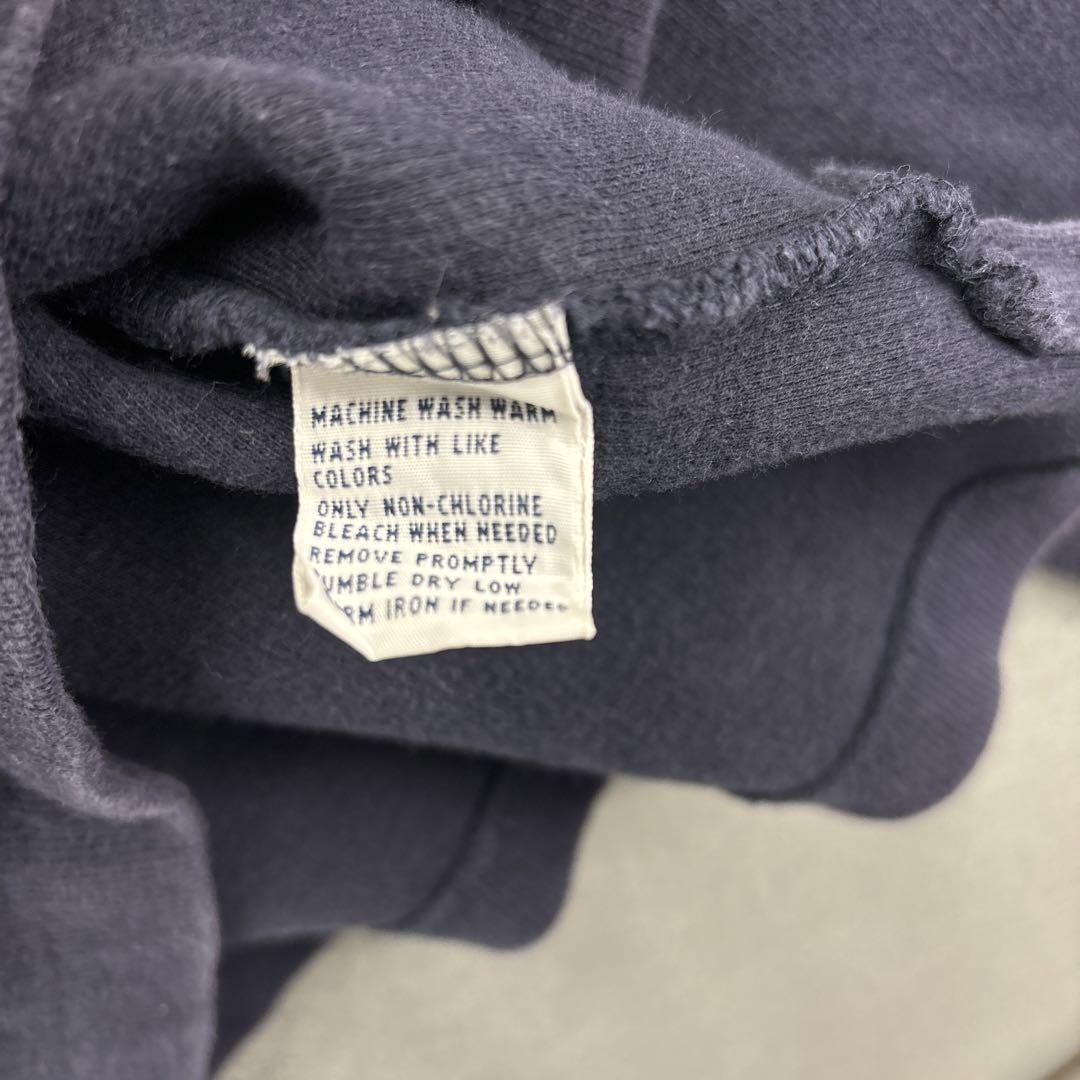 MACHINE WASH WARM
WASH WITH LIKE
COLORS
ONLY NON-CHLORINE
BLEACH WHEN NEEDED
REMOVE PROMPTLY
UMBLE DRY LOW
RM IRON IF NEEDED